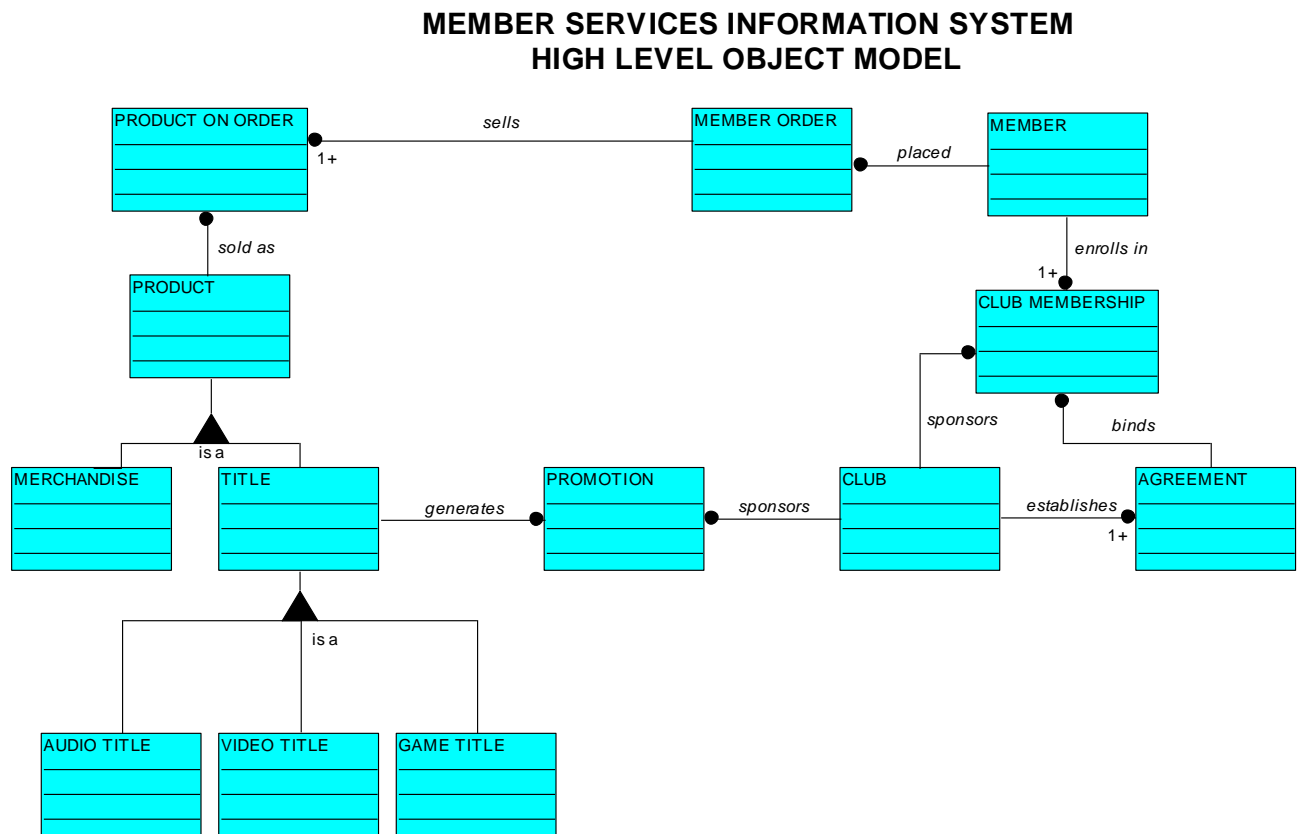 MEMBER SERVICES INFORMATION SYSTEM
HIGH LEVEL OBJECT MODEL
PRODUCT ON ORDER
1+
sells
MEMBER ORDER
placed
MEMBER
sold as
enrolls in
1+
PRODUCT
CLUB MEMBERSHIP
sponsors
binds
is a
MERCHANDISE
TITLE
generates
PROMOTION
sponsors
CLUB
establishes
1+
AGREEMENT
is a
AUDIO TITLE
VIDEO TITLE
GAME TITLE